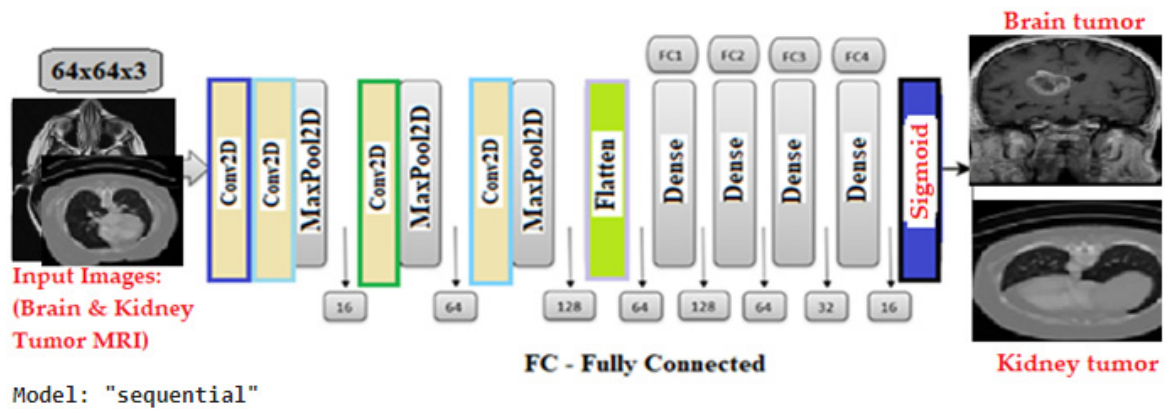 Brain tumor
64x64x3
FC1 FC2 FC3 FC4
Conv2D
Conv2D
MaxPool2D
Conv2D
MaxPool2D
Conv2D
MaxPool2D
Flatten
Dense
Dense
Dense
Dense
Sigmoid
Input Images:
(Brain & Kidney
Tumor MRI)
16 64 128 64 128 64 32 16
FC - Fully Connected
Kidney tumor
Model: "sequential"